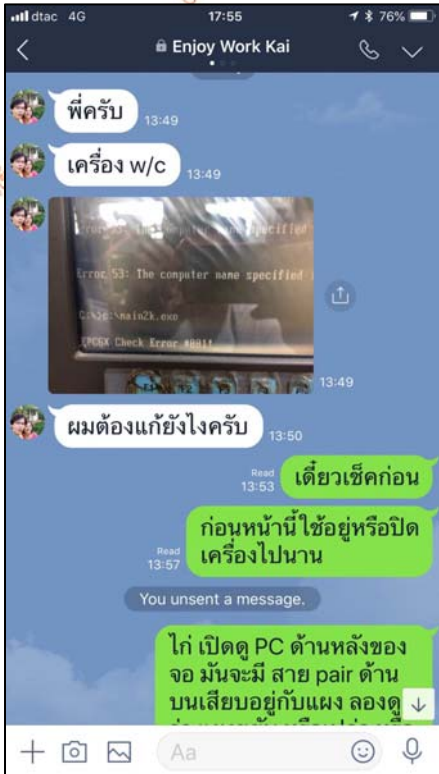 dtac 4G 17:55 76%
Enjoy Work Kai
พี่ครับ
13:49
เครื่อง w/c
13:49
Error 53: The computer name specified
C:\>c:\main2k.exe
IPC6X Check Error #001!
13:49
ผมต้องแก้ยังไงครับ
13:50
Read
13:53
เดี๋ยวเช็คก่อน
ก่อนหน้านี้ใช้อยู่หรือปิด
เครื่องไปนาน
Read
13:57
You unsent a message.
ไก่ เปิดดู PC ด้านหลังของ
จอ มันจะมี สาย pair ด้าน
บนเสียบอยู่กับแผง ลองดู
Aa